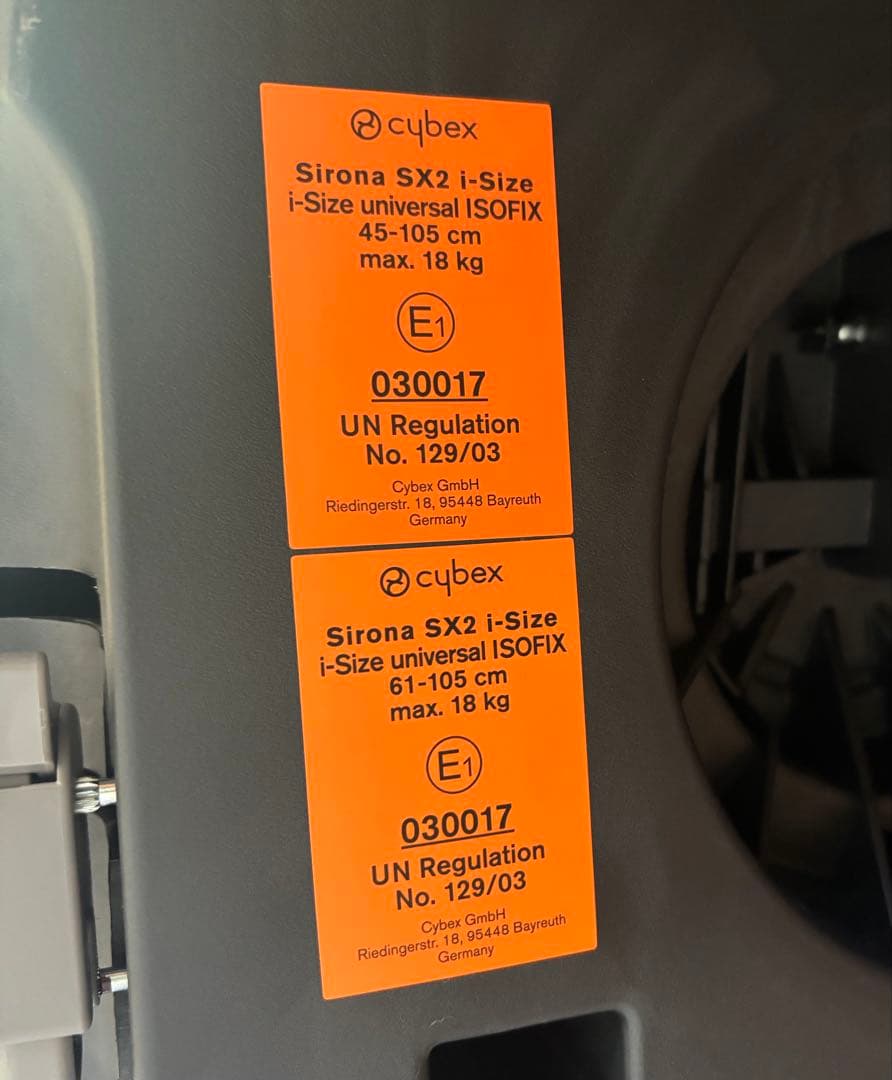 cybex
Sirona SX2 i-Size
i-Size universal ISOFIX
45-105 cm
max. 18 kg
E1
030017
UN Regulation
No. 129/03
Cybex GmbH
Riedingerstr. 18, 95448 Bayreuth
Germany
cybex
Sirona SX2 i-Size
i-Size universal ISOFIX
61-105 cm
max. 18 kg
E1
030017
UN Regulation
No. 129/03
Cybex GmbH
Riedingerstr. 18, 95448 Bayreuth
Germany